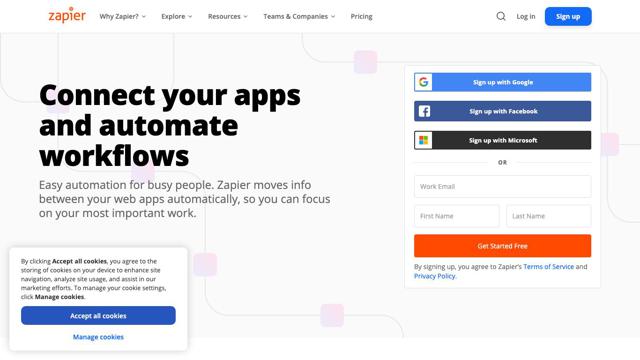 zapier
Why Zapier?
Explore
Resources
Teams & Companies
Pricing
Log in
Sign up
Connect your apps
and automate
workflows
Easy automation for busy people. Zapier moves info
between your web apps automatically, so you can focus
on your most important work.
Sign up with Google
Sign up with Facebook
Sign up with Microsoft
OR
Work Email
First Name
Last Name
Get Started Free
By signing up, you agree to Zapier's Terms of Service and
Privacy Policy.
By clicking Accept all cookies, you agree to the
storing of cookies on your device to enhance site
navigation, analyze site usage, and assist in our
marketing efforts. To manage your cookie settings,
click Manage cookies.
Accept all cookies
Manage cookies